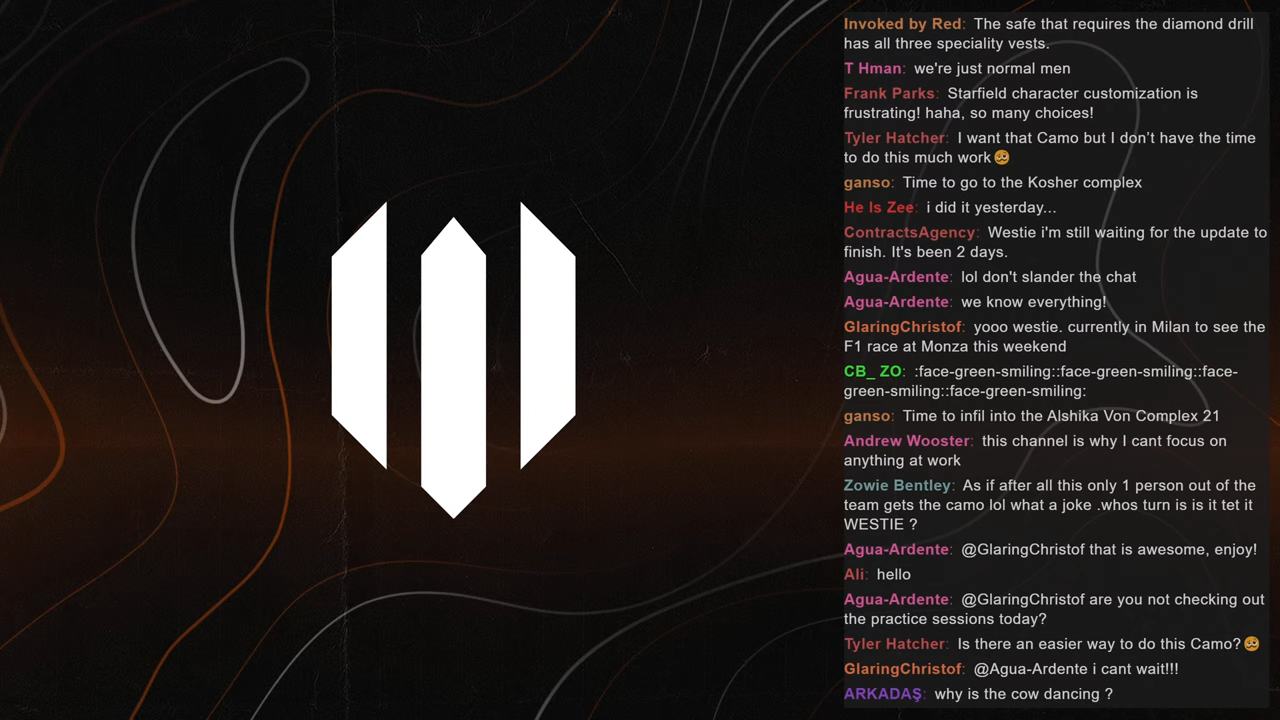 Invoked by Red: The safe that requires the diamond drill
has all three speciality vests.
T Hman: we're just normal men
Frank Parks: Starfield character customization is
frustrating! haha, so many choices!
Tyler Hatcher: I want that Camo but I don't have the time
to do this much work🥺
ganso: Time to go to the Kosher complex
He Is Zee: i did it yesterday...
ContractsAgency: Westie i'm still waiting for the update to
finish. It's been 2 days.
Agua-Ardente: lol don't slander the chat
Agua-Ardente: we know everything!
GlaringChristof: yooo westie. currently in Milan to see the
F1 race at Monza this weekend
CB_ ZO: :face-green-smiling::face-green-smiling::face-
green-smiling::face-green-smiling:
ganso: Time to infil into the Alshika Von Complex 21
Andrew Wooster: this channel is why I cant focus on
anything at work
Zowie Bentley: As if after all this only 1 person out of the
team gets the camo lol what a joke .whos turn is is it tet it
WESTIE ?
Agua-Ardente: @GlaringChristof that is awesome, enjoy!
Ali: hello
Agua-Ardente: @GlaringChristof are you not checking out
the practice sessions today?
Tyler Hatcher: Is there an easier way to do this Camo?🥺
GlaringChristof: @Agua-Ardente i cant wait!!!
ARKADAŞ: why is the cow dancing ?